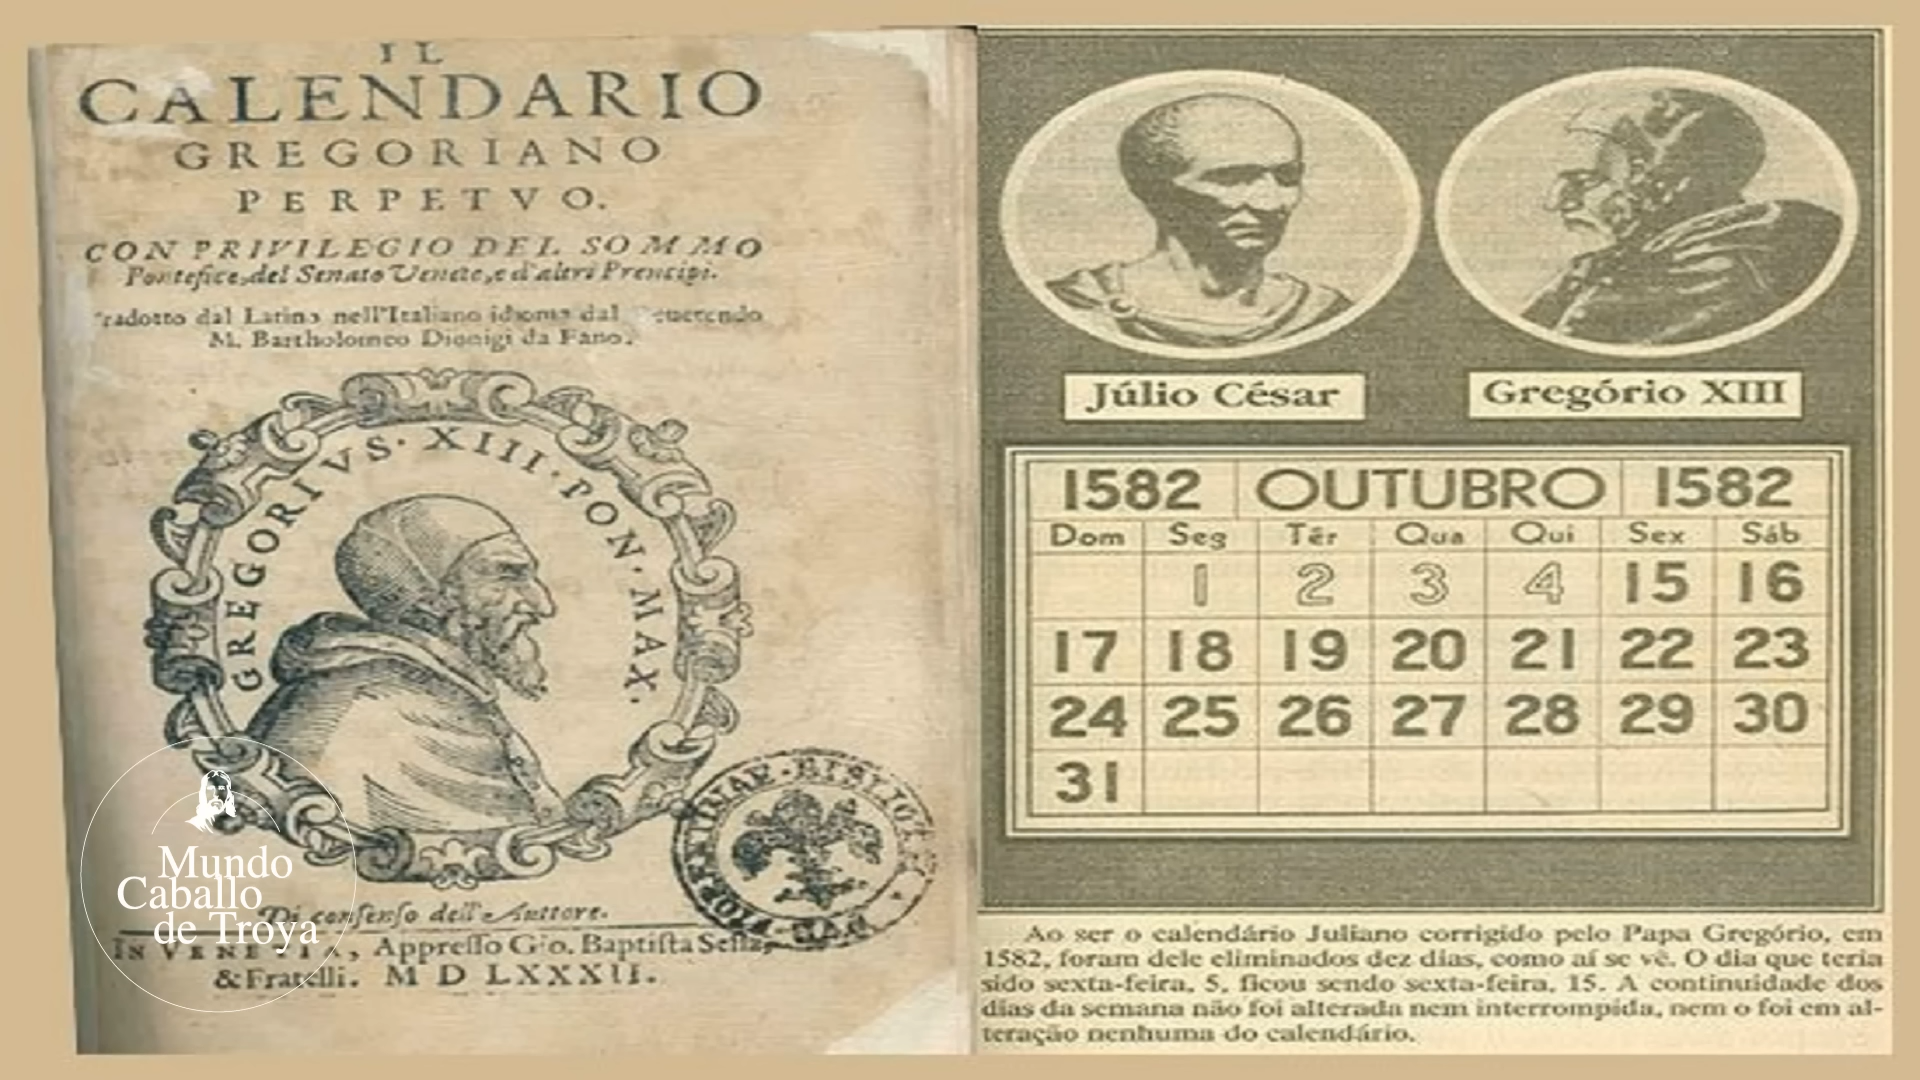 IL
CALENDARIO
GREGORIANO
PERPETVO.
CON PRIVILEGIO DEL SOMMO
Pontefice, del Senato Veneto, e d'altri Prencipi.
radotto dal Latino nell'Italiano idioma dal
M. Bartholomeo Dionigi da Fano.
GREGORIVS · XIII · PON · MAX ·
Di consenso dell'Auttore.
IN VENETIA, Appresso Gio. Baptista Sessa,
& Fratelli. M D LXXXII.
Mundo
Caballo
de Troya
Júlio César
Gregório XIII
1582 OUTUBRO 1582
Dom Seg Têr Qua Qui Sex Sáb
1 2 3 4 15 16
17 18 19 20 21 22 23
24 25 26 27 28 29 30
31
Ao ser o calendário Juliano corrigido pelo Papa Gregório, em
1582, foram dele eliminados dez dias, como aí se vê. O dia que teria
sido sexta-feira, 5, ficou sendo sexta-feira, 15. A continuidade dos
dias da semana não foi alterada nem interrompida, nem o foi em al-
teração nenhuma do calendário.